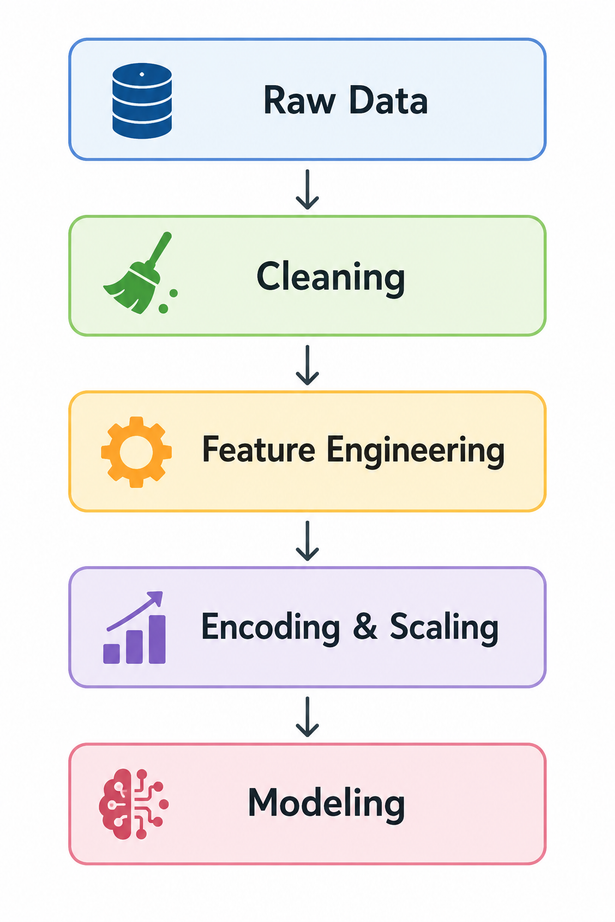 Raw Data
Cleaning
Feature Engineering
Encoding & Scaling
Modeling